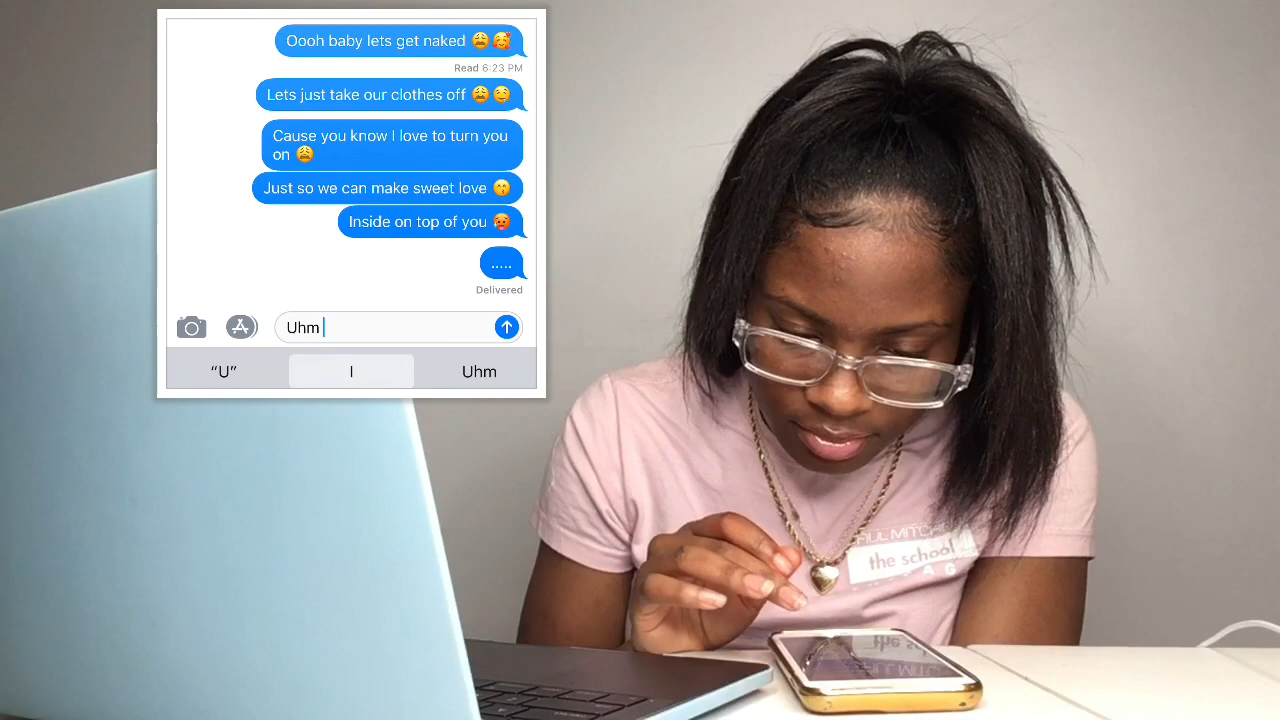 Oooh baby lets get naked 😩🥰
Read 6:23 PM
Lets just take our clothes off 😩😉
Cause you know I love to turn you
on 😩
Just so we can make sweet love 😙
Inside on top of you 🥵
.....
Delivered
Uhm
“U”
I
Uhm
the school